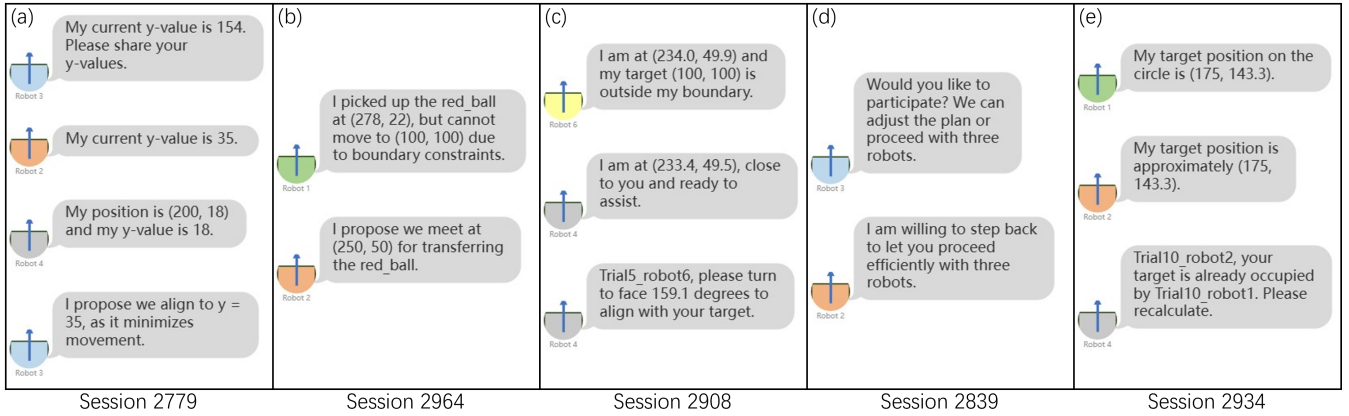 (a)
My current y-value is 154.
Please share your
y-values.
Robot 3
My current y-value is 35.
Robot 2
My position is (200, 18)
and my y-value is 18.
Robot 4
I propose we align to y =
35, as it minimizes
movement.
Robot 3
Session 2779
(b)
I picked up the red_ball
at (278, 22), but cannot
move to (100, 100) due
to boundary constraints.
Robot 1
I propose we meet at
(250, 50) for transferring
the red_ball.
Robot 2
Session 2964
(c)
I am at (234.0, 49.9) and
my target (100, 100) is
outside my boundary.
Robot 6
I am at (233.4, 49.5), close
to you and ready to
assist.
Robot 4
Trial5_robot6, please turn
to face 159.1 degrees to
align with your target.
Robot 4
Session 2908
(d)
Would you like to
participate? We can
adjust the plan or
proceed with three
robots.
Robot 3
I am willing to step back
to let you proceed
efficiently with three
robots.
Robot 2
Session 2839
(e)
My target position on the
circle is (175, 143.3).
Robot 1
My target position is
approximately (175,
143.3).
Robot 2
Trial10_robot2, your
target is already occupied
by Trial10_robot1. Please
recalculate.
Robot 4
Session 2934